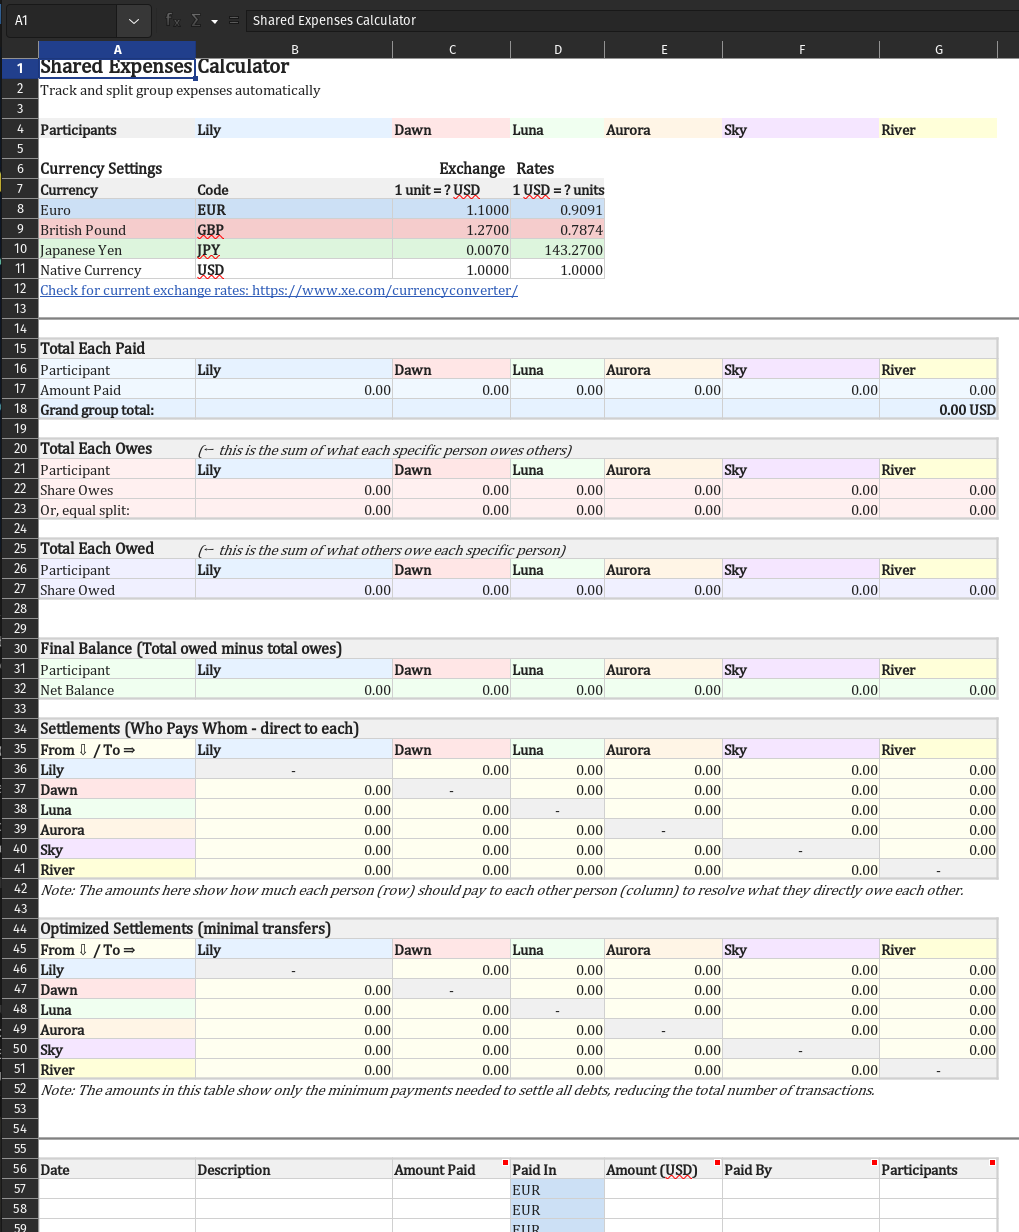 A1 fx Σ = Shared Expenses Calculator
A B C D E F G
1 Shared Expenses Calculator
2 Track and split group expenses automatically
3
4 Participants Lily Dawn Luna Aurora Sky River
5
6 Currency Settings Exchange Rates
7 Currency Code 1 unit = ? USD 1 USD = ? units
8 Euro EUR 1.1000 0.9091
9 British Pound GBP 1.2700 0.7874
10 Japanese Yen JPY 0.0070 143.2700
11 Native Currency USD 1.0000 1.0000
12 Check for current exchange rates: https://www.xe.com/currencyconverter/
13
14
15 Total Each Paid
16 Participant Lily Dawn Luna Aurora Sky River
17 Amount Paid 0.00 0.00 0.00 0.00 0.00 0.00
18 Grand group total: 0.00 USD
19
20 Total Each Owes (← this is the sum of what each specific person owes others)
21 Participant Lily Dawn Luna Aurora Sky River
22 Share Owes 0.00 0.00 0.00 0.00 0.00 0.00
23 Or, equal split: 0.00 0.00 0.00 0.00 0.00 0.00
24
25 Total Each Owed (← this is the sum of what others owe each specific person)
26 Participant Lily Dawn Luna Aurora Sky River
27 Share Owed 0.00 0.00 0.00 0.00 0.00 0.00
28
29
30 Final Balance (Total owed minus total owes)
31 Participant Lily Dawn Luna Aurora Sky River
32 Net Balance 0.00 0.00 0.00 0.00 0.00 0.00
33
34 Settlements (Who Pays Whom - direct to each)
35 From ⇩ / To ⇒ Lily Dawn Luna Aurora Sky River
36 Lily - 0.00 0.00 0.00 0.00 0.00
37 Dawn 0.00 - 0.00 0.00 0.00 0.00
38 Luna 0.00 0.00 - 0.00 0.00 0.00
39 Aurora 0.00 0.00 0.00 - 0.00 0.00
40 Sky 0.00 0.00 0.00 0.00 - 0.00
41 River 0.00 0.00 0.00 0.00 0.00 -
42 Note: The amounts here show how much each person (row) should pay to each other person (column) to resolve what they directly owe each other.
43
44 Optimized Settlements (minimal transfers)
45 From ⇩ / To ⇒ Lily Dawn Luna Aurora Sky River
46 Lily - 0.00 0.00 0.00 0.00 0.00
47 Dawn 0.00 - 0.00 0.00 0.00 0.00
48 Luna 0.00 0.00 - 0.00 0.00 0.00
49 Aurora 0.00 0.00 0.00 - 0.00 0.00
50 Sky 0.00 0.00 0.00 0.00 - 0.00
51 River 0.00 0.00 0.00 0.00 0.00 -
52 Note: The amounts in this table show only the minimum payments needed to settle all debts, reducing the total number of transactions.
53
54
55
56 Date Description Amount Paid Paid In Amount (USD) Paid By Participants
57 EUR
58 EUR
59 EUR